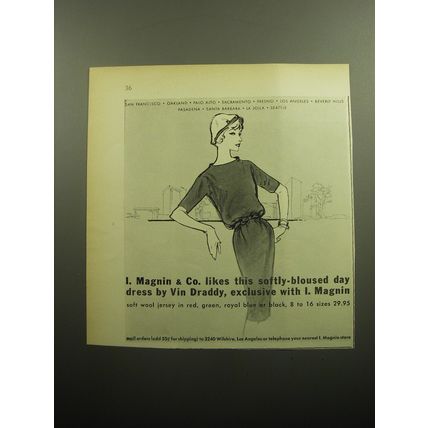 36
SAN FRANCISCO • OAKLAND • PALO ALTO • SACRAMENTO • FRESNO • LOS ANGELES • BEVERLY HILLS
PASADENA • SANTA BARBARA • LA JOLLA • SEATTLE
I. Magnin & Co. likes this softly-bloused day
dress by Vin Draddy, exclusive with I. Magnin
soft wool jersey in red, green, royal blue or black, 8 to 16 sizes 29.95
mail orders (add 35¢ for shipping) to 3240 Wilshire, Los Angeles or telephone your nearest I. Magnin store